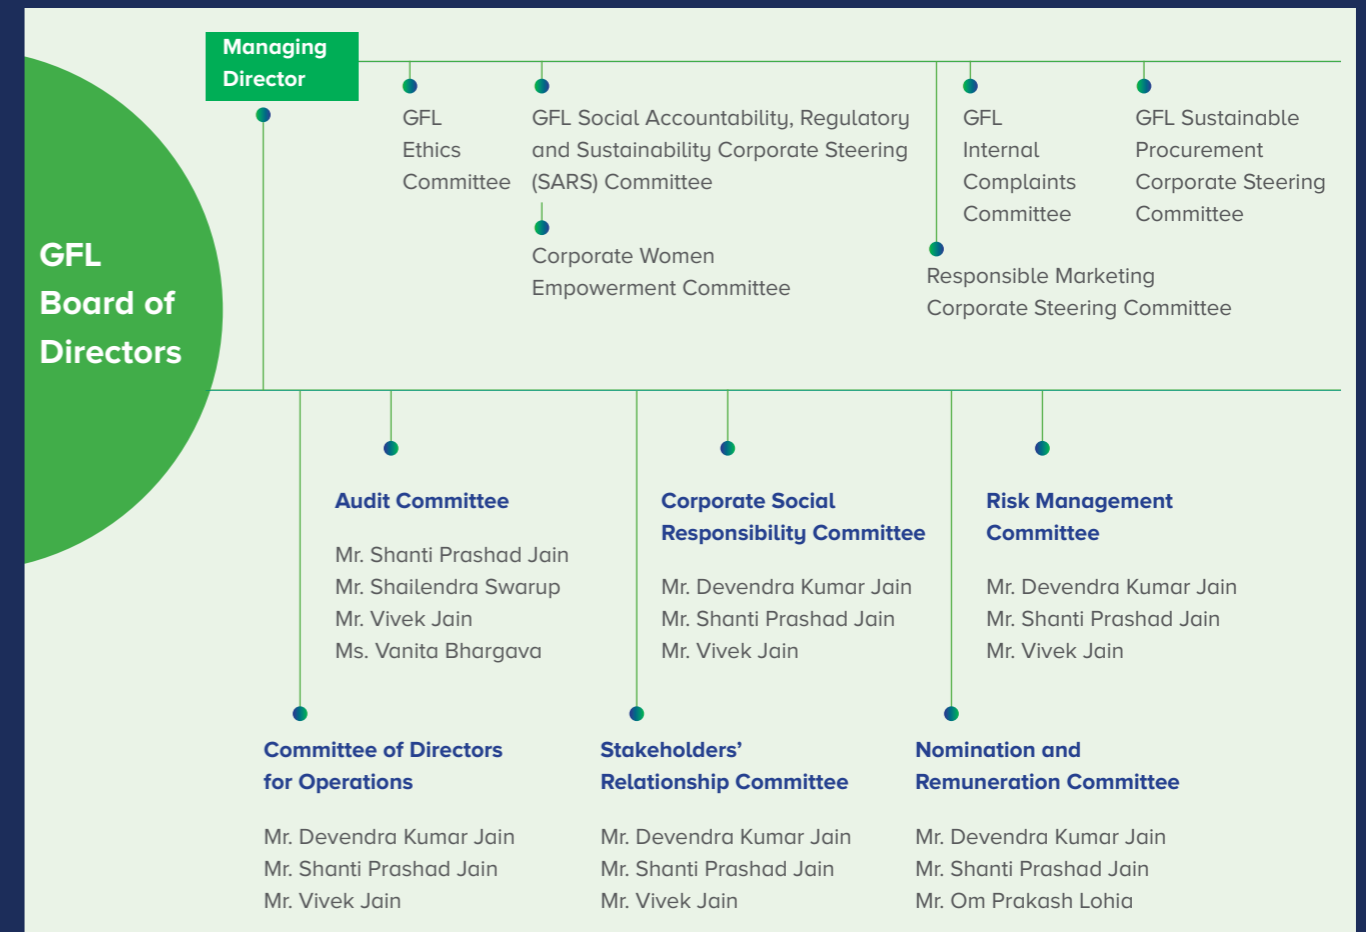 Managing
Director
GFL
Ethics
Committee
GFL Social Accountability, Regulatory
and Sustainability Corporate Steering
(SARS) Committee
Corporate Women
Empowerment Committee
GFL
Internal
Complaints
Committee
GFL Sustainable
Procurement
Corporate Steering
Committee
Responsible Marketing
Corporate Steering Committee
GFL
Board of
Directors
Audit Committee
Mr. Shanti Prashad Jain
Mr. Shailendra Swarup
Mr. Vivek Jain
Ms. Vanita Bhargava
Corporate Social
Responsibility Committee
Mr. Devendra Kumar Jain
Mr. Shanti Prashad Jain
Mr. Vivek Jain
Risk Management
Committee
Mr. Devendra Kumar Jain
Mr. Shanti Prashad Jain
Mr. Vivek Jain
Committee of Directors
for Operations
Mr. Devendra Kumar Jain
Mr. Shanti Prashad Jain
Mr. Vivek Jain
Stakeholders’
Relationship Committee
Mr. Devendra Kumar Jain
Mr. Shanti Prashad Jain
Mr. Vivek Jain
Nomination and
Remuneration Committee
Mr. Devendra Kumar Jain
Mr. Shanti Prashad Jain
Mr. Om Prakash Lohia